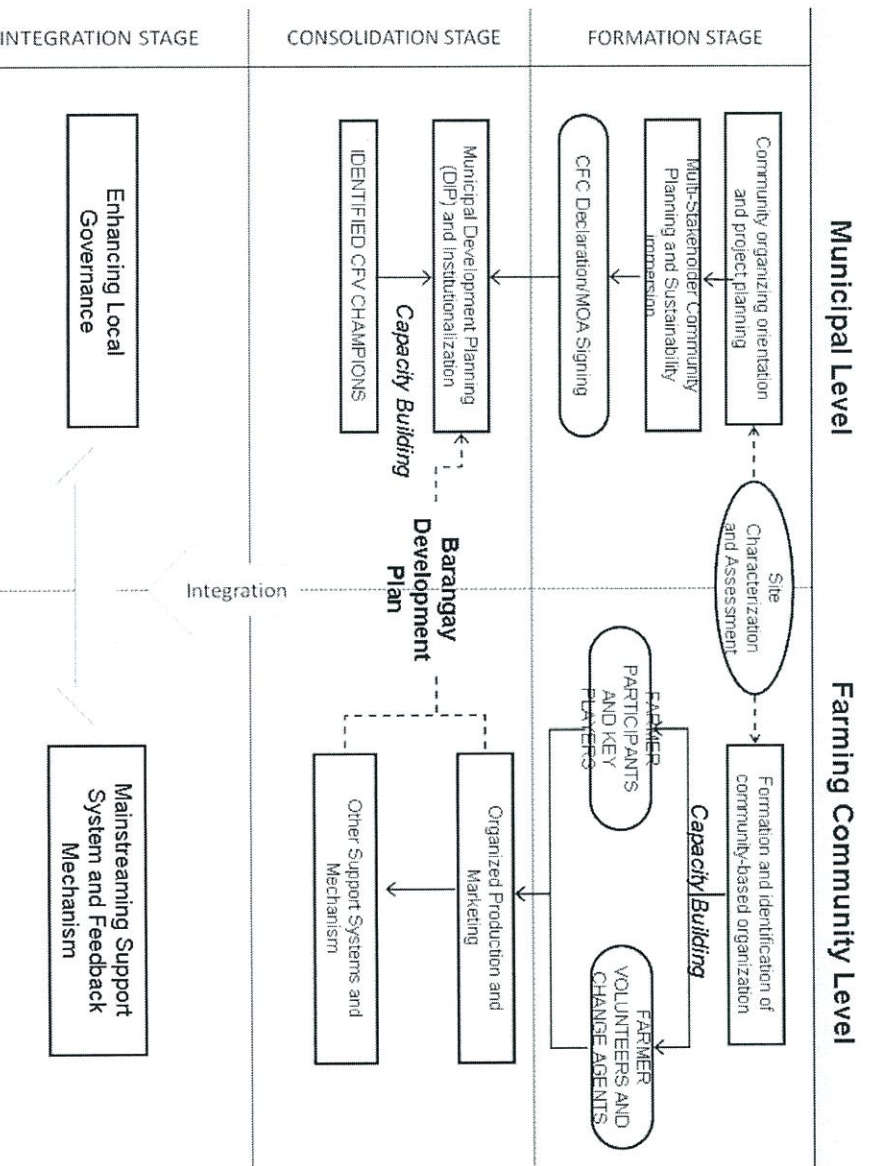 Municipal Level
Farming Community Level
FORMATION STAGE
Community organizing orientation
and project planning
Multi-Stakeholder Community
Planning and Sustainability
immersion
CFC Declaration/MOA Signing
Site
Characterization
and Assessment
Formation and identification of
community-based organization
Capacity Building
FARMER
PARTICIPANTS
AND KEY
PLAYERS
FARMER
VOLUNTEERS AND
CHANGE AGENTS
CONSOLIDATION STAGE
Municipal Development Planning
(DIP) and Institutionalization
Capacity Building
IDENTIFIED CFV CHAMPIONS
Barangay
Development
Plan
Organized Production and
Marketing
Other Support Systems and
Mechanism
Integration
INTEGRATION STAGE
Enhancing Local
Governance
Mainstreaming Support
System and Feedback
Mechanism